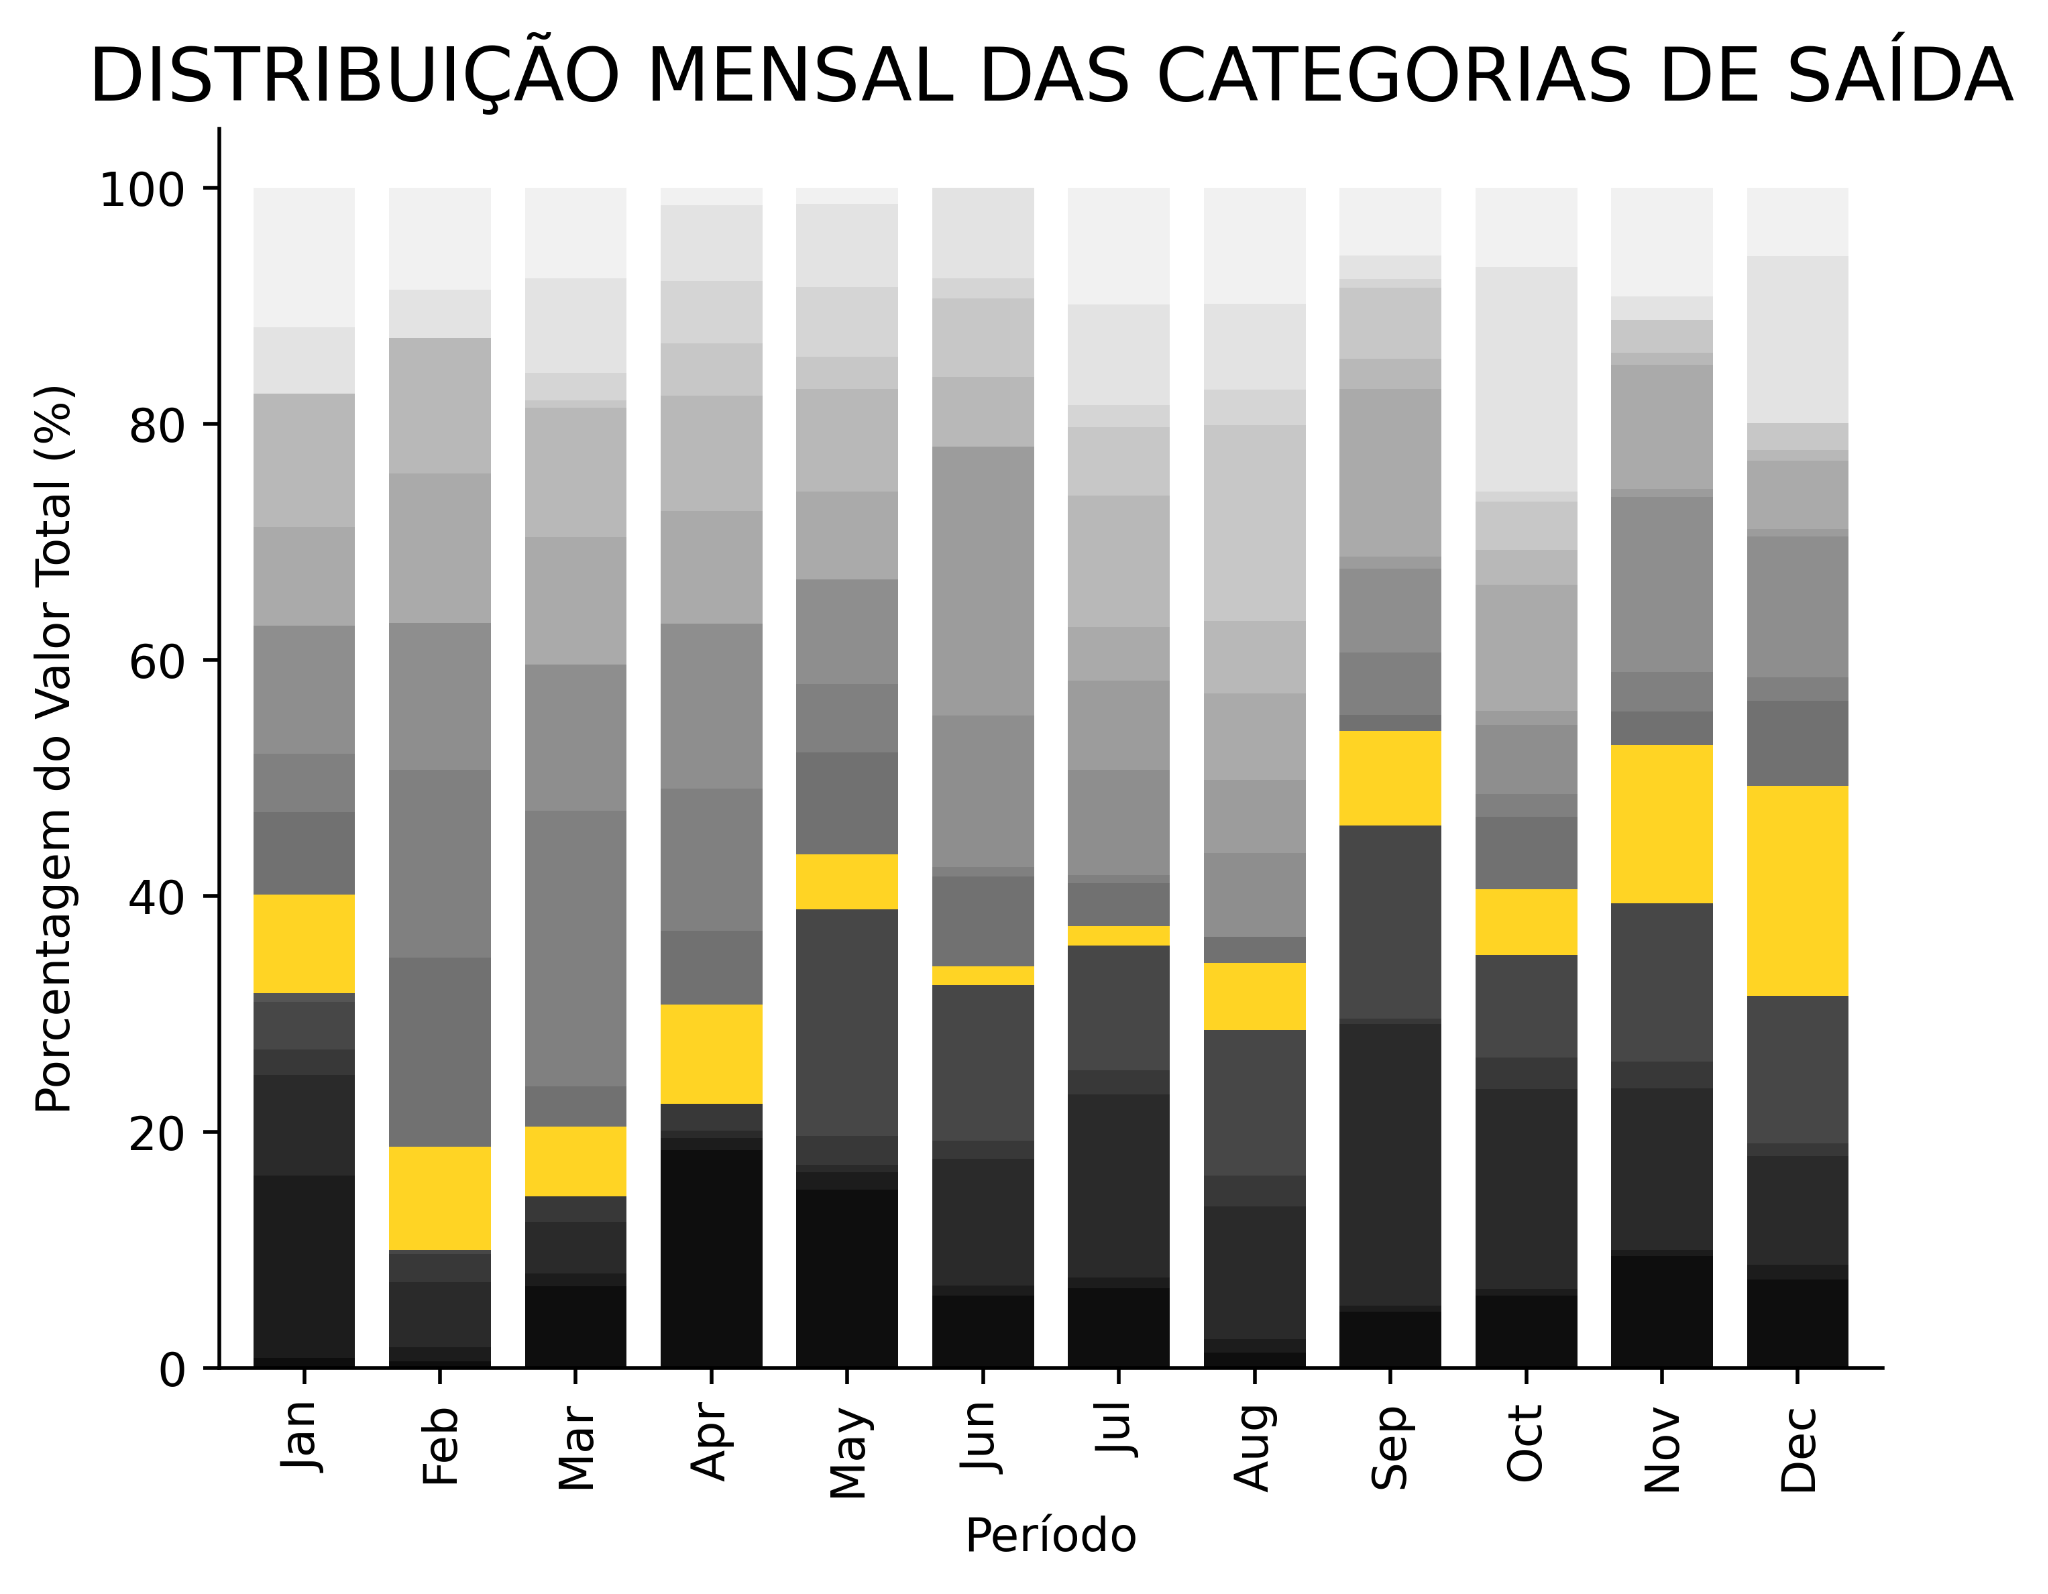 DISTRIBUIÇÃO MENSAL DAS CATEGORIAS DE SAÍDA
Porcentagem do Valor Total (%)
100
80
60
40
20
0
Jan
Feb
Mar
Apr
May
Jun
Jul
Aug
Sep
Oct
Nov
Dec
Período